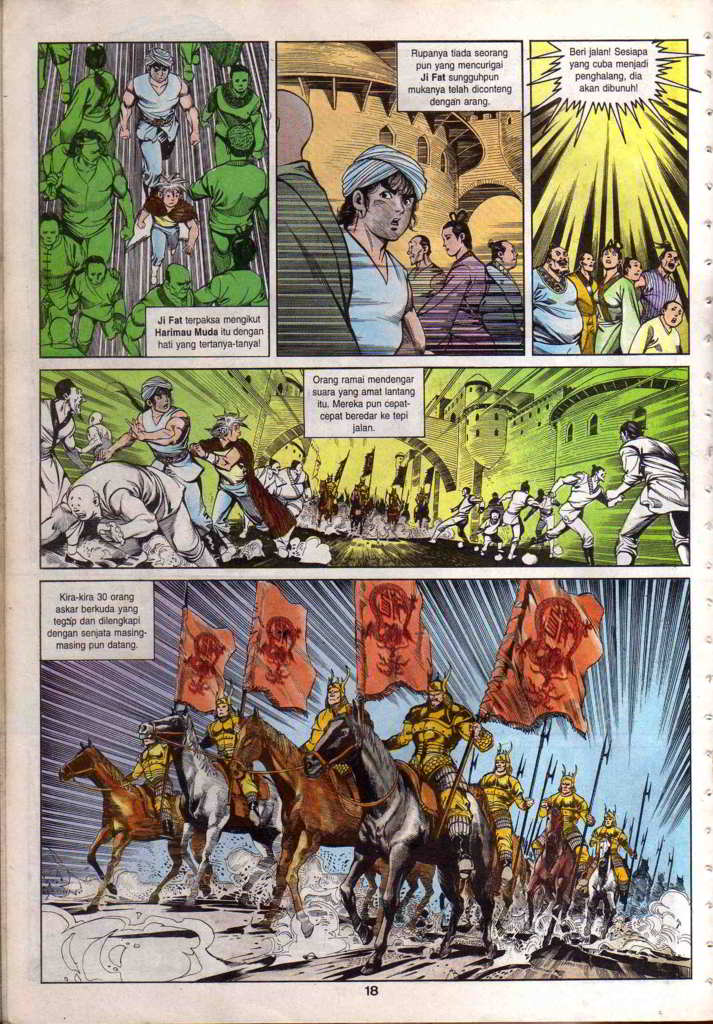 Ji Fat terpaksa mengikut
Harimau Muda itu dengan
hati yang tertanya-tanya!
Rupanya tiada seorang
pun yang mencurigai
Ji Fat sungguhpun
mukanya telah diconteng
dengan arang.
Beri jalan! Sesiapa
yang cuba menjadi
penghalang, dia
akan dibunuh!
Orang ramai mendengar
suara yang amat lantang
itu. Mereka pun cepat-
cepat beredar ke tepi
jalan.
Kira-kira 30 orang
askar berkuda yang
tegap dan dilengkapi
dengan senjata masing-
masing pun datang.
18